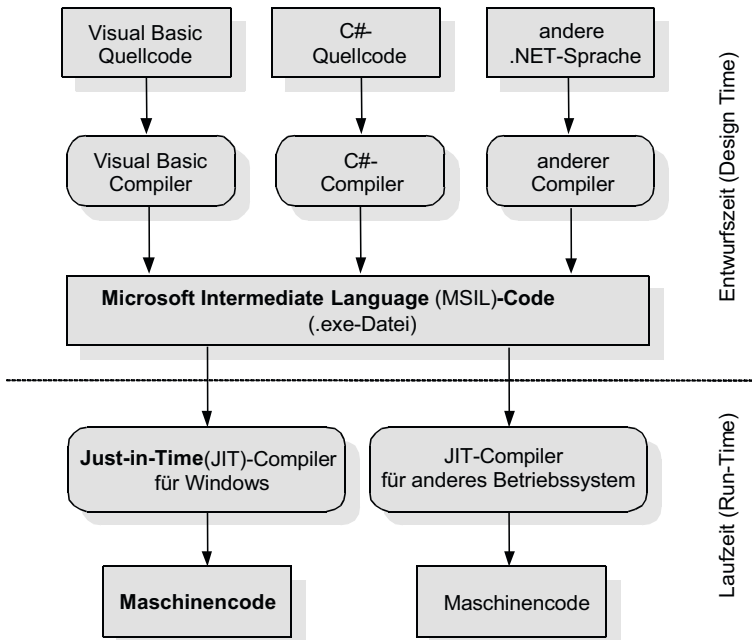 Visual Basic
Quellcode
C#-
Quellcode
andere
.NET-Sprache
Visual Basic
Compiler
C#-
Compiler
anderer
Compiler
Entwurfszeit (Design Time)
Microsoft Intermediate Language (MSIL)-Code
(.exe-Datei)
Just-in-Time(JIT)-Compiler
für Windows
JIT-Compiler
für anderes Betriebssystem
Laufzeit (Run-Time)
Maschinencode
Maschinencode